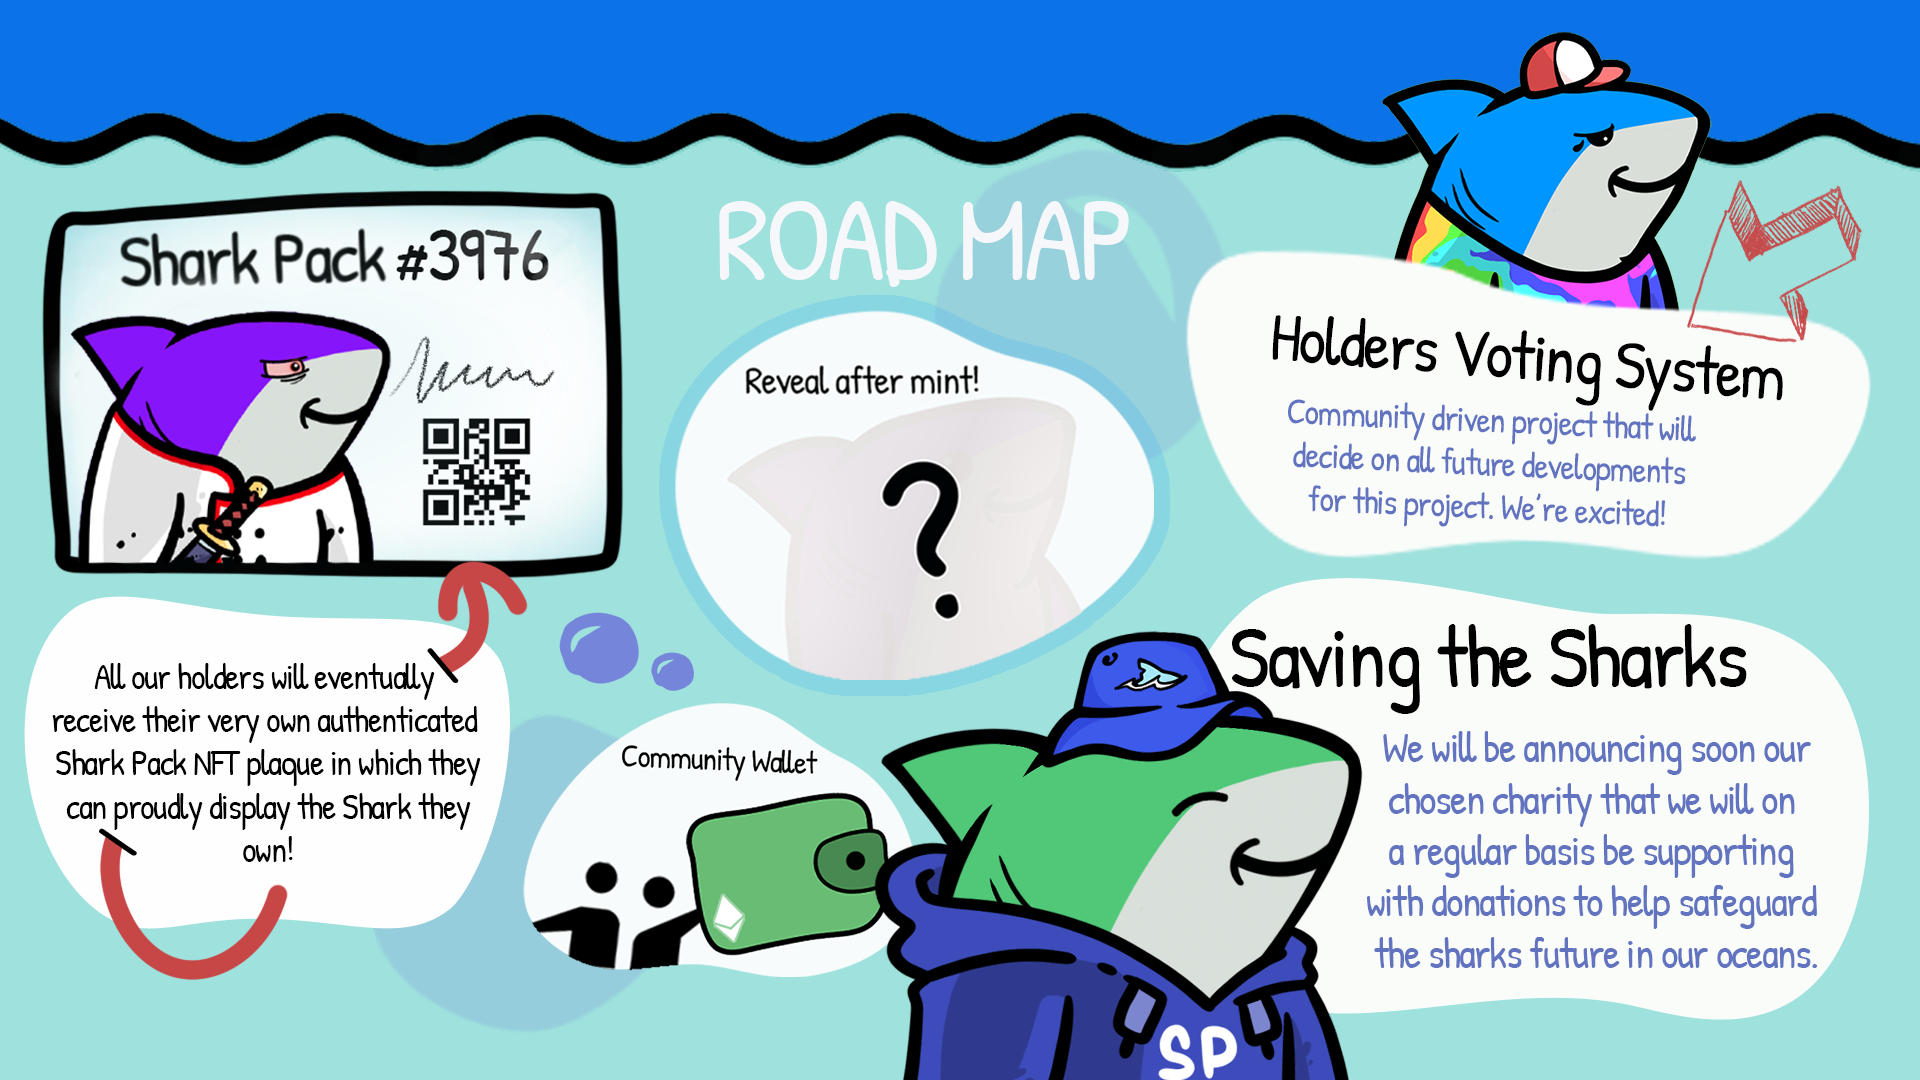 ROAD MAP
Shark Pack #3976
All our holders will eventually
receive their very own authenticated
Shark Pack NFT plaque in which they
can proudly display the Shark they
own!
Reveal after mint!
?
Community Wallet
Holders Voting System
Community driven project that will
decide on all future developments
for this project. We're excited!
Saving the Sharks
We will be announcing soon our
chosen charity that we will on
a regular basis be supporting
with donations to help safeguard
the sharks future in our oceans.
SP